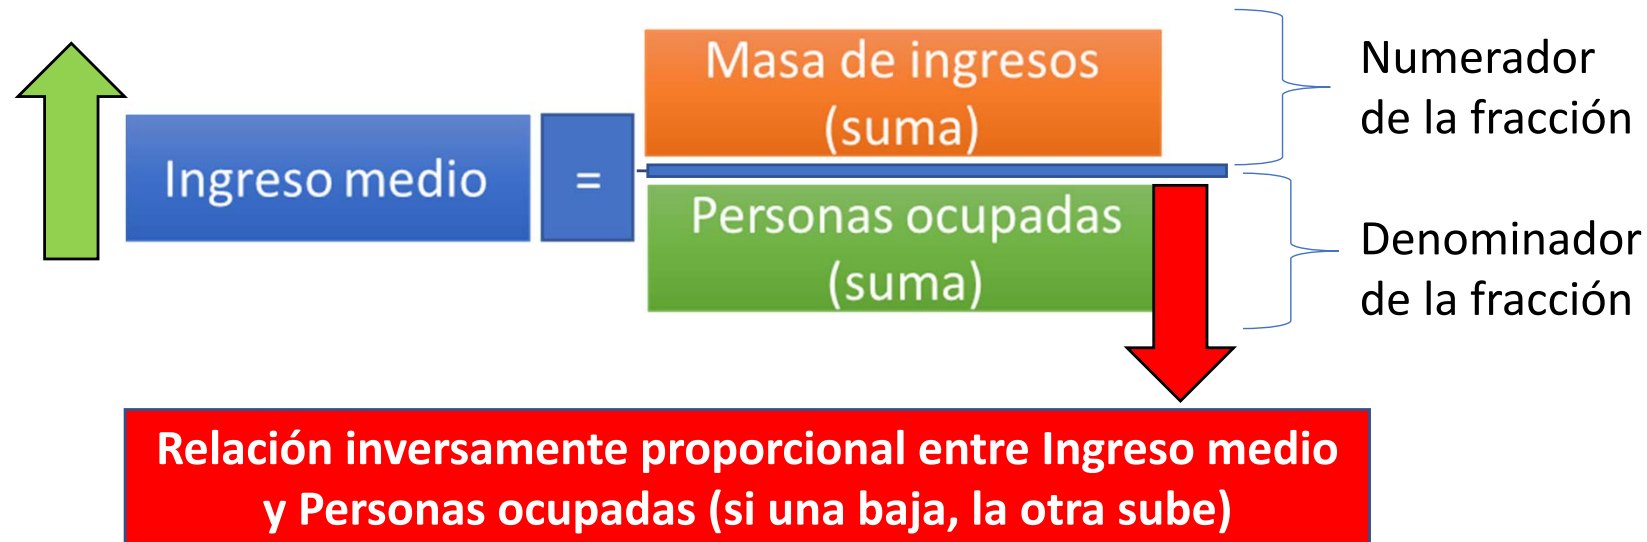 Masa de ingresos
(suma)
Numerador
de la fracción
Ingreso medio
=
Personas ocupadas
(suma)
Denominador
de la fracción
Relación inversamente proporcional entre Ingreso medio
y Personas ocupadas (si una baja, la otra sube)